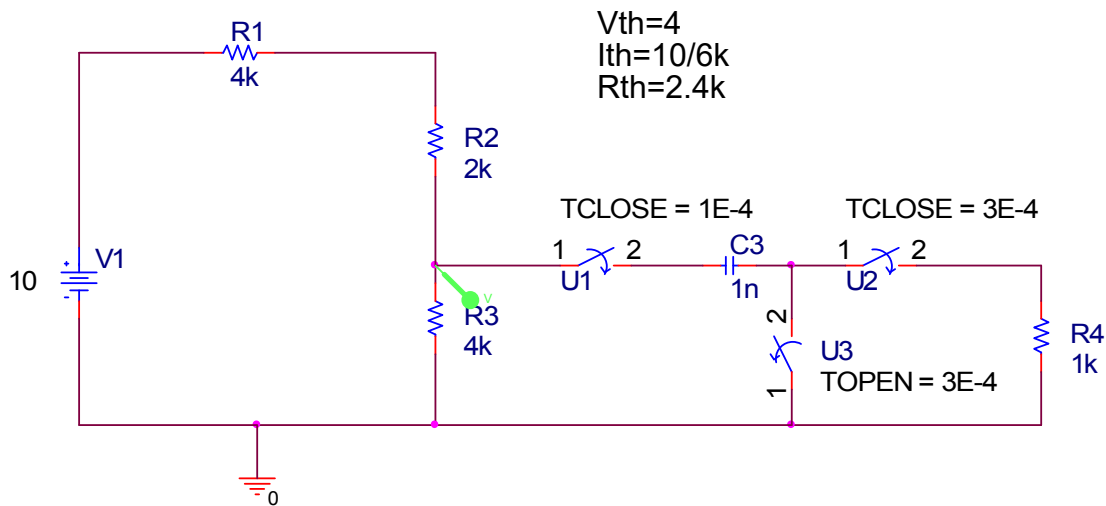 Vth=4
Ith=10/6k
Rth=2.4k
R1
4k
R2
2k
TCLOSE = 1E-4
TCLOSE = 3E-4
1 2
C3
1 2
U1
1n
U2
10
+
V1
-
V
R3
4k
2
U3
1
TOPEN = 3E-4
R4
1k
0